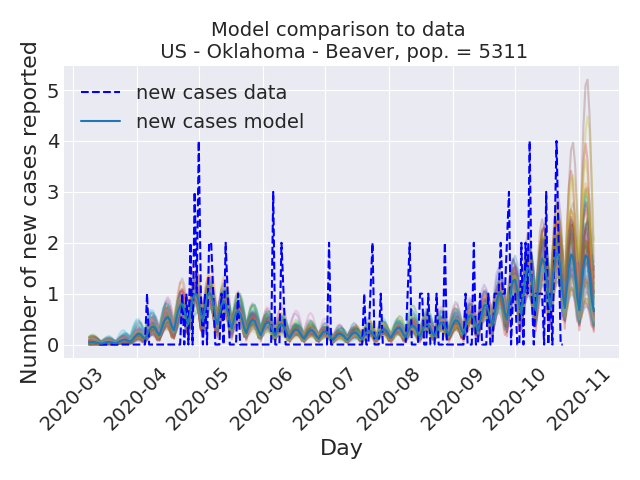 Model comparison to data
US - Oklahoma - Beaver, pop. = 5311
Number of new cases reported
5
4
3
2
1
0
new cases data
new cases model
2020-03
2020-04
2020-05
2020-06
2020-07
2020-08
2020-09
2020-10
2020-11
Day